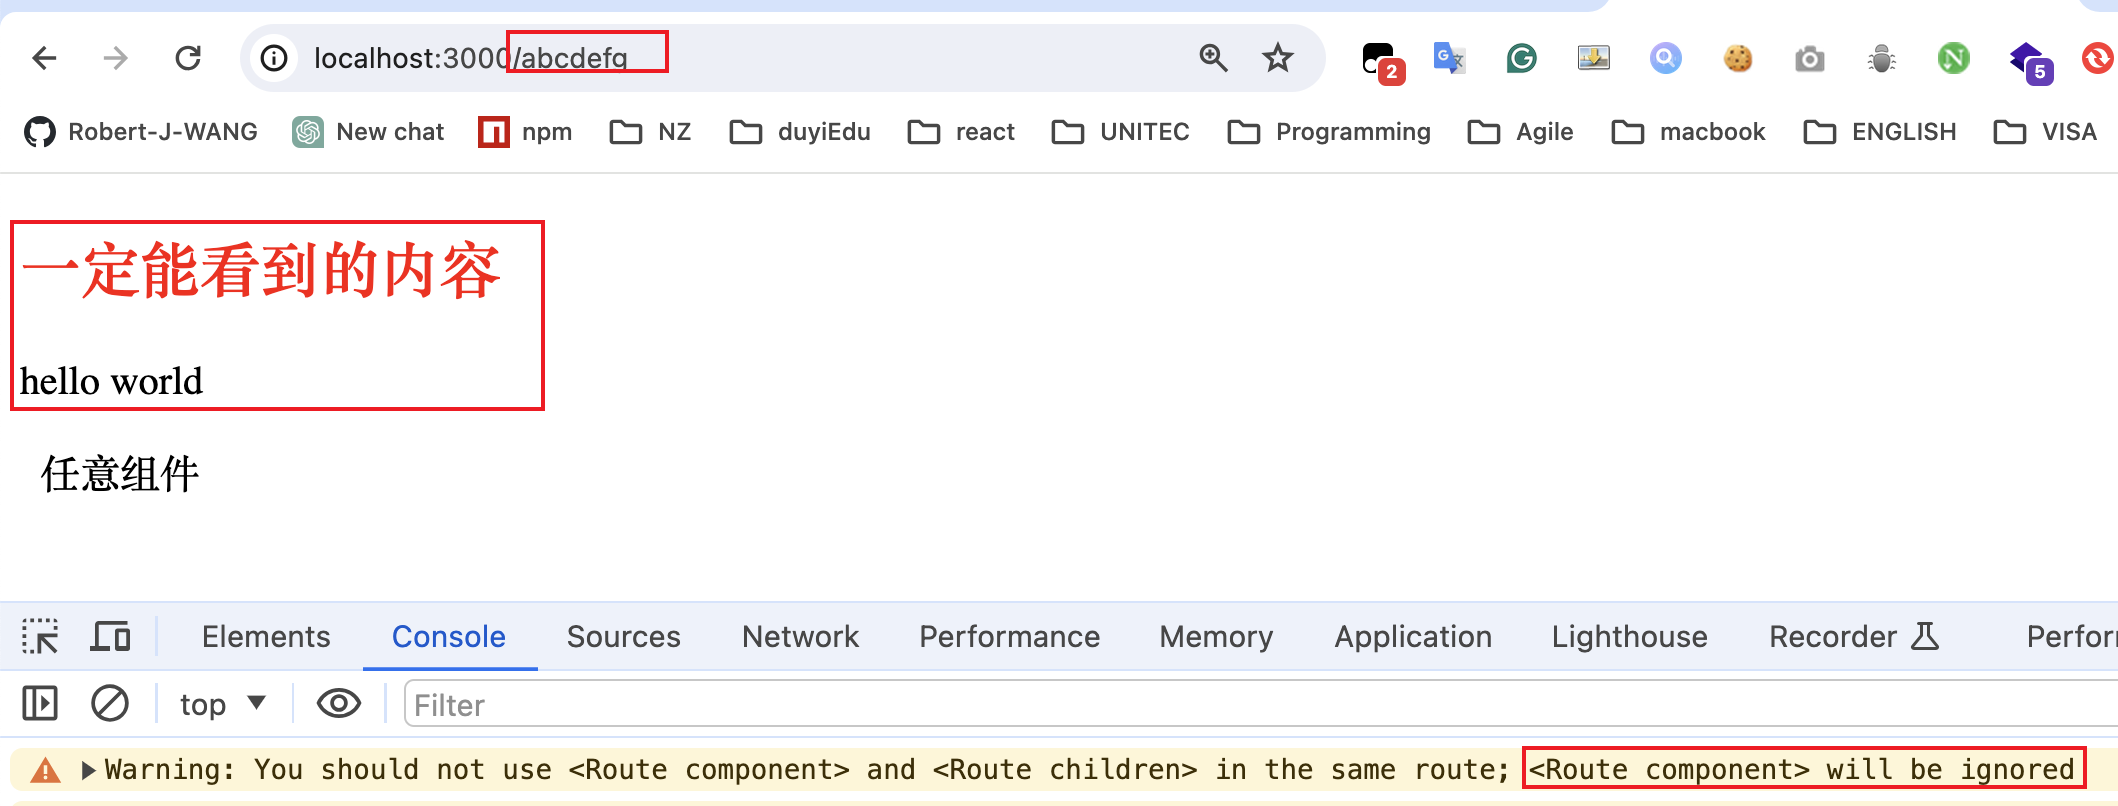 localhost:3000/abcdefg
2
5
Robert-J-WANG New chat npm NZ duyiEdu react UNITEC Programming Agile macbook ENGLISH VISA
一定能看到的内容
hello world
任意组件
Elements Console Sources Network Performance Memory Application Lighthouse Recorder Perfor
top Filter
Warning: You should not use <Route component> and <Route children> in the same route; <Route component> will be ignored